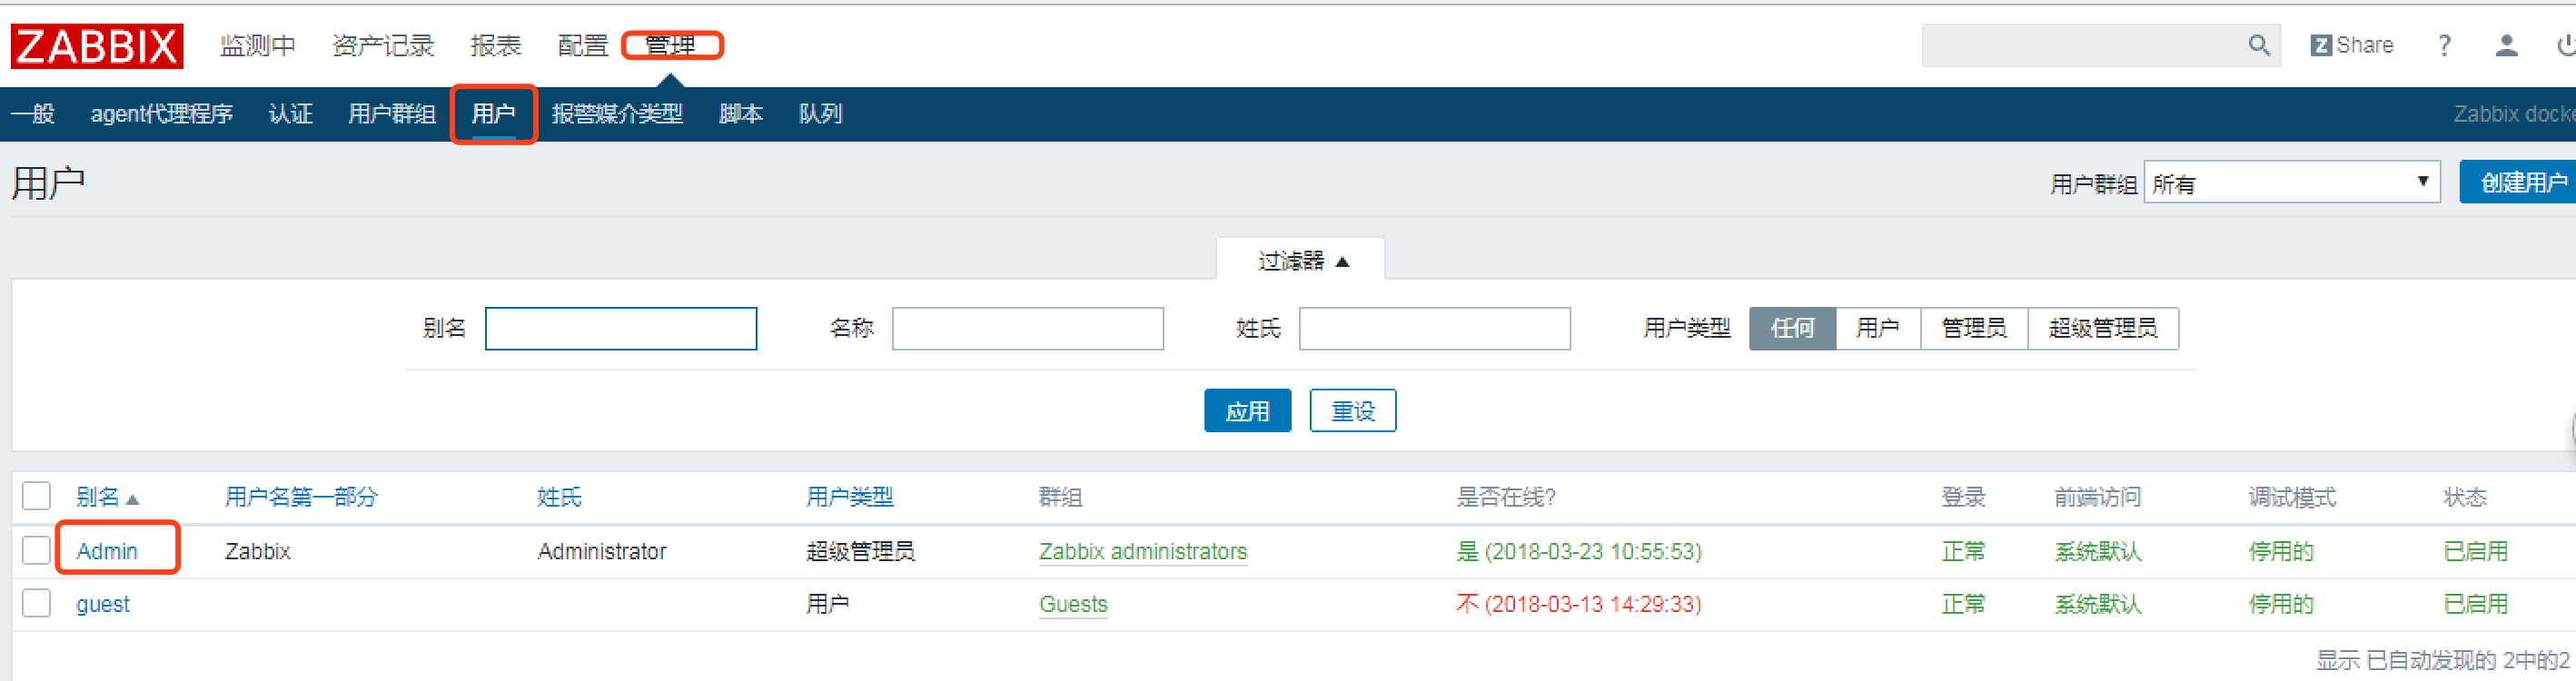 ZABBIX 监测中 资产记录 报表 配置 管理 Z Share ?
一般 agent代理程序 认证 用户群组 用户 报警媒介类型 脚本 队列 Zabbix docke
用户 用户群组 所有 创建用户
过滤器
别名 名称 姓氏 用户类型 任何 用户 管理员 超级管理员
应用 重设
别名 用户名第一部分 姓氏 用户类型 群组 是否在线? 登录 前端访问 调试模式 状态
Admin Zabbix Administrator 超级管理员 Zabbix administrators 是 (2018-03-23 10:55:53) 正常 系统默认 停用的 已启用
guest 用户 Guests 不 (2018-03-13 14:29:33) 正常 系统默认 停用的 已启用
显示 已自动发现的 2中的2